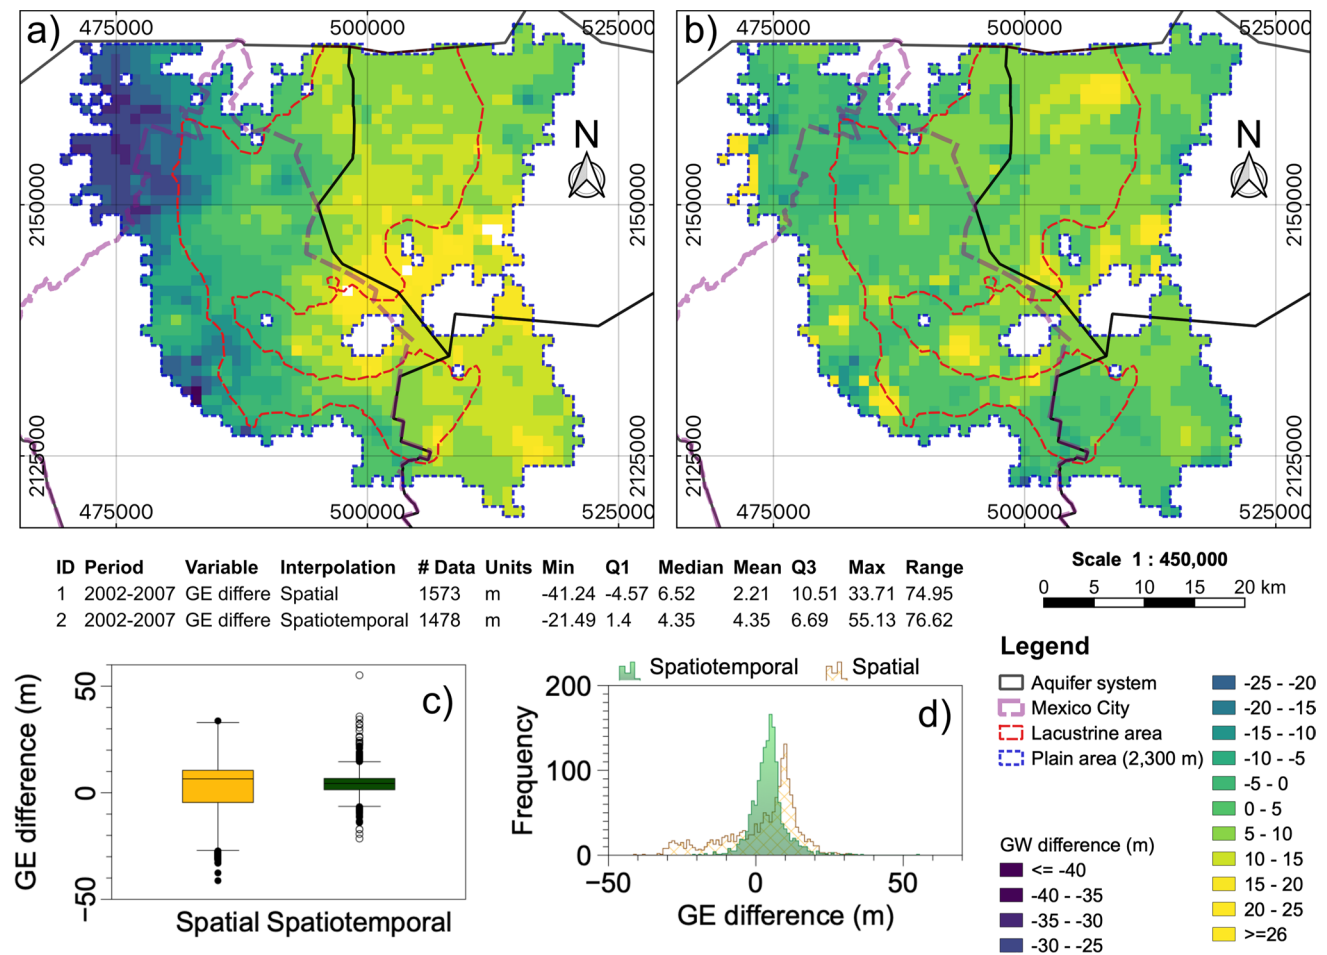 a)
475000 500000 525000
N
2150000 2150000
2125000 2125000
475000 500000 525000
b)
475000 500000 525000
N
2150000 2150000
2125000 2125000
475000 500000 525000
ID Period Variable Interpolation # Data Units Min Q1 Median Mean Q3 Max Range
1 2002-2007 GE differe Spatial 1573 m -41.24 -4.57 6.52 2.21 10.51 33.71 74.95
2 2002-2007 GE differe Spatiotemporal 1478 m -21.49 1.4 4.35 4.35 6.69 55.13 76.62
Scale 1 : 450,000
0 5 10 15 20 km
c)
GE difference (m)
50
0
−50
Spatial Spatiotemporal
Spatiotemporal Spatial
d)
Frequency
200
100
0
−50 0 50
GE difference (m)
Legend
Aquifer system
Mexico City
Lacustrine area
Plain area (2,300 m)
GW difference (m)
<= -40
-40 - -35
-35 - -30
-30 - -25
-25 - -20
-20 - -15
-15 - -10
-10 - -5
-5 - 0
0 - 5
5 - 10
10 - 15
15 - 20
20 - 25
>=26